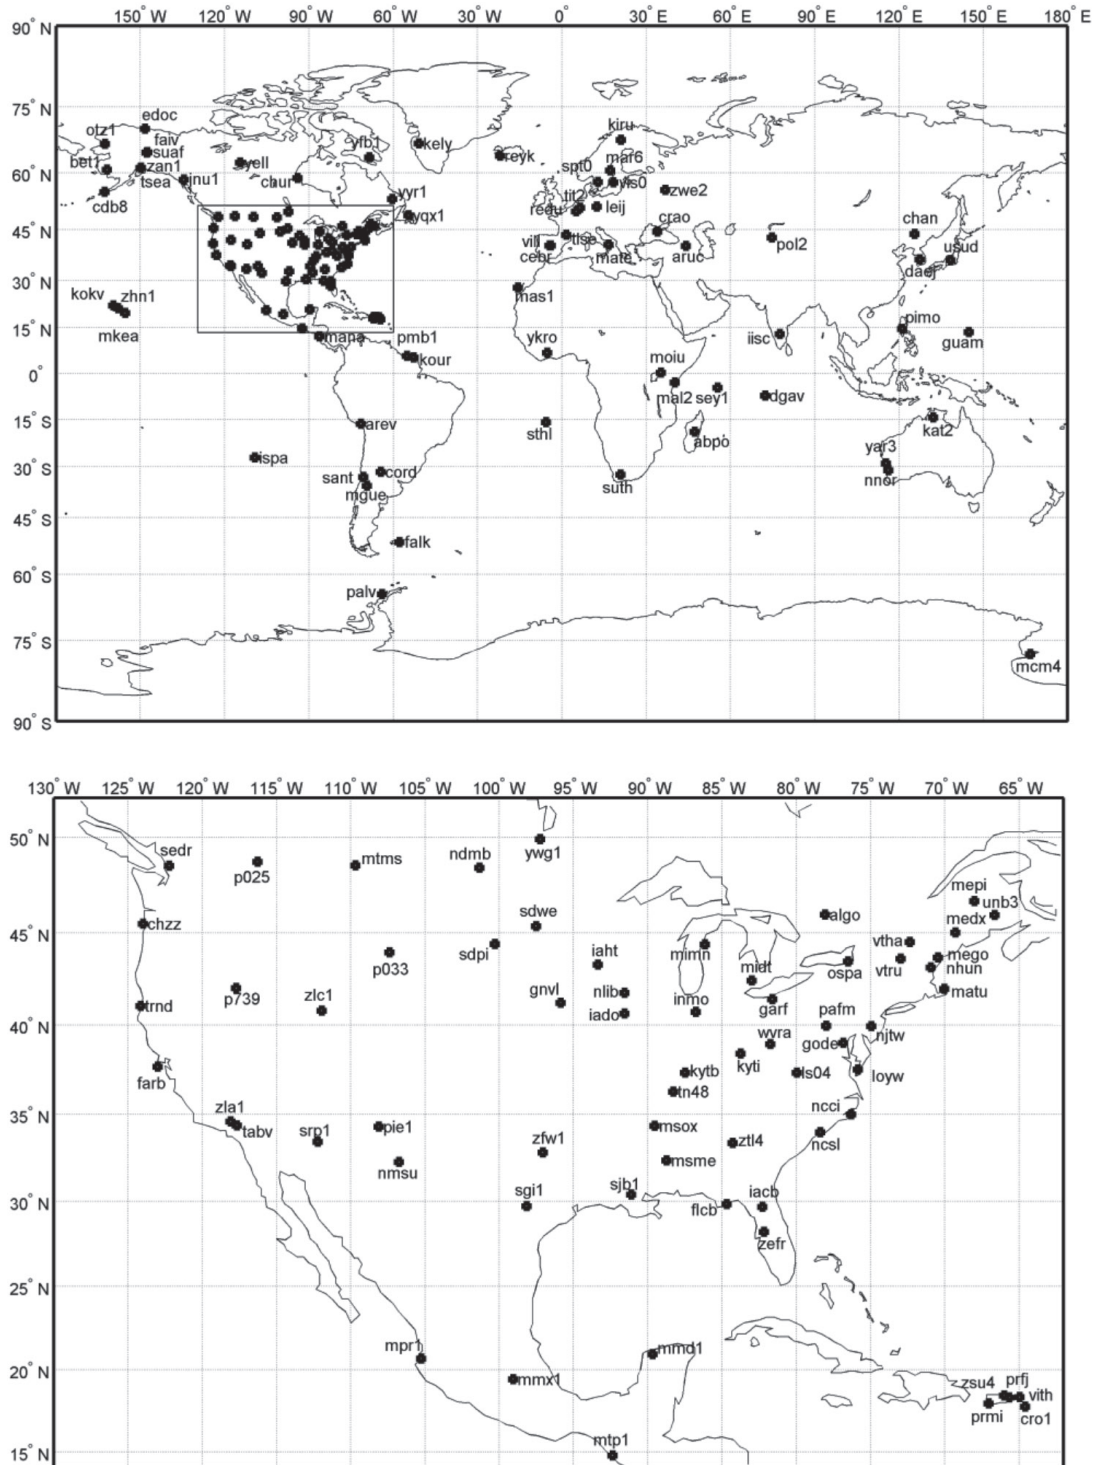 150° W 120° W 90° W 60° W 30° W 0° 30° E 60° E 90° E 120° E 150° E 180° E
90° N
75° N
60° N
45° N
30° N
15° N
0°
15° S
30° S
45° S
60° S
75° S
90° S
edoc
otz1
faiv
suaf
bet1
zan1
tsea
jnu1
cdb8
yell
chur
yfb1
kely
reyk
yyr1
yqx1
kiru
mar6
spt0
vis0
zwe2
tit2
leij
redu
crao
vill
tlse
cebr
mate
aruc
pol2
chan
usud
daej
kokv
zhn1
mkea
mas1
mana
pmb1
kour
ykro
moiu
mal2
sey1
iisc
dgav
pimo
guam
arev
sthl
abpo
kat2
ispa
sant
cord
mgue
suth
yar3
nnor
falk
palv
mcm4
130° W 125° W 120° W 115° W 110° W 105° W 100° W 95° W 90° W 85° W 80° W 75° W 70° W 65° W
50° N
45° N
40° N
35° N
30° N
25° N
20° N
15° N
sedr
p025
mtms
ndmb
ywg1
chzz
sdwe
sdpi
p033
iaht
mimn
algo
mepi
unb3
medx
vtha
mego
vtru
nhun
ospa
midt
matu
trnd
p739
zlc1
gnvl
nlib
iado
inmo
garf
pafm
njtw
wvra
gode
farb
kyti
kytb
ls04
loyw
tn48
zla1
tabv
srp1
pie1
nmsu
zfw1
msox
ztl4
ncci
ncsl
msme
sgi1
sjb1
flcb
iacb
zefr
mpr1
mmx1
mmd1
zsu4
prfj
vith
prmi
cro1
mtp1